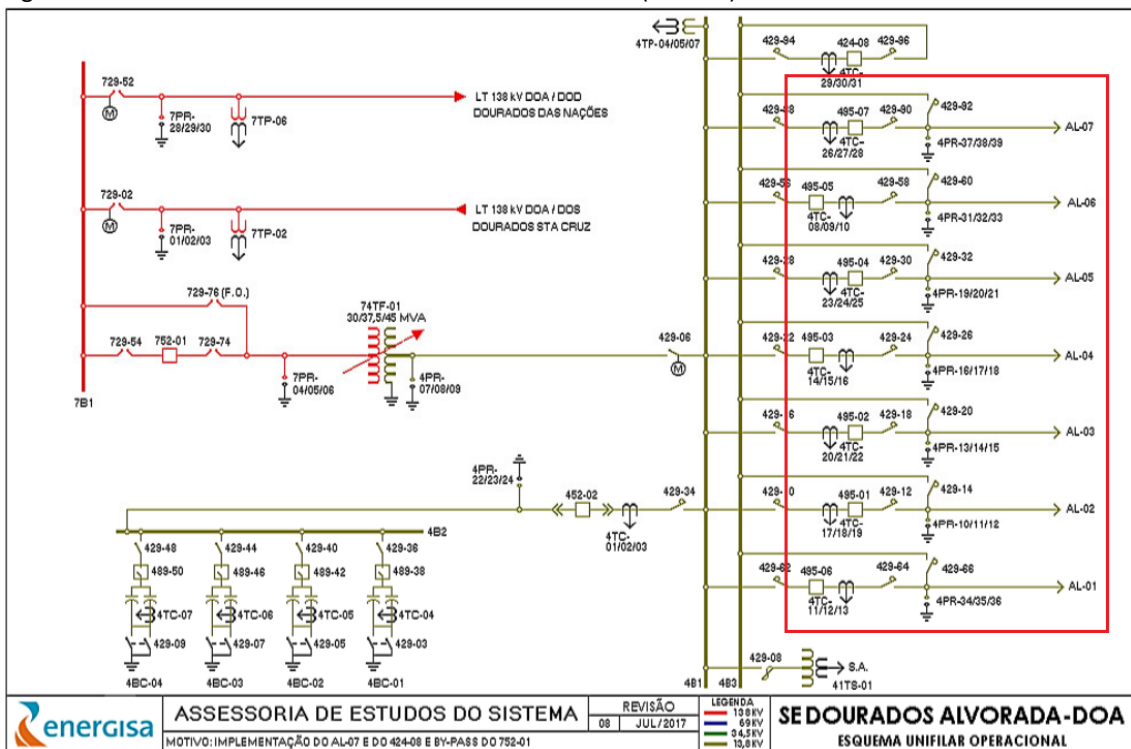 4TP-04/05/07
429-94
424-08
429-96
4TC-
29/30/31
729-52
M
7PR-
28/29/30
7TP-06
LT 138 kV DOA / DOD
DOURADOS DAS NAÇÕES
495-07
429-90
429-92
4TC-
26/27/28
4PR-37/38/39
AL-07
729-02
M
7PR-
01/02/03
7TP-02
LT 138 kV DOA / DOS
DOURADOS STA CRUZ
495-05
429-58
429-60
4TC-
08/09/10
4PR-31/32/33
AL-06
495-04
429-30
429-32
4TC-
23/24/25
4PR-19/20/21
AL-05
729-76 (F.O.)
729-54
752-01
729-74
74TF-01
30/37,5/45 MVA
7PR-
04/05/06
4PR-
07/08/09
7B1
429-06
M
495-03
429-24
429-26
4TC-
14/15/16
4PR-16/17/18
AL-04
495-02
429-18
429-20
4TC-
20/21/22
4PR-13/14/15
AL-03
4PR-
22/23/24
452-02
429-34
4TC-
01/02/03
495-01
429-12
429-14
4TC-
17/18/19
4PR-10/11/12
AL-02
4B2
429-48
429-44
429-40
429-36
489-50
489-46
489-42
489-38
4TC-07
4TC-06
4TC-05
4TC-04
429-09
429-07
429-05
429-03
4BC-04
4BC-03
4BC-02
4BC-01
495-06
429-64
429-66
4TC-
11/12/13
4PR-34/35/36
AL-01
429-08
S.A.
41TS-01
4B1
4B3
energisa
ASSESSORIA DE ESTUDOS DO SISTEMA
MOTIVO: IMPLEMENTAÇÃO DO AL-07 E DO 424-08 E BY-PASS DO 752-01
REVISÃO
08
JUL/2017
LEGENDA
138KV
69KV
34,5KV
13,8KV
SE DOURADOS ALVORADA-DOA
ESQUEMA UNIFILAR OPERACIONAL